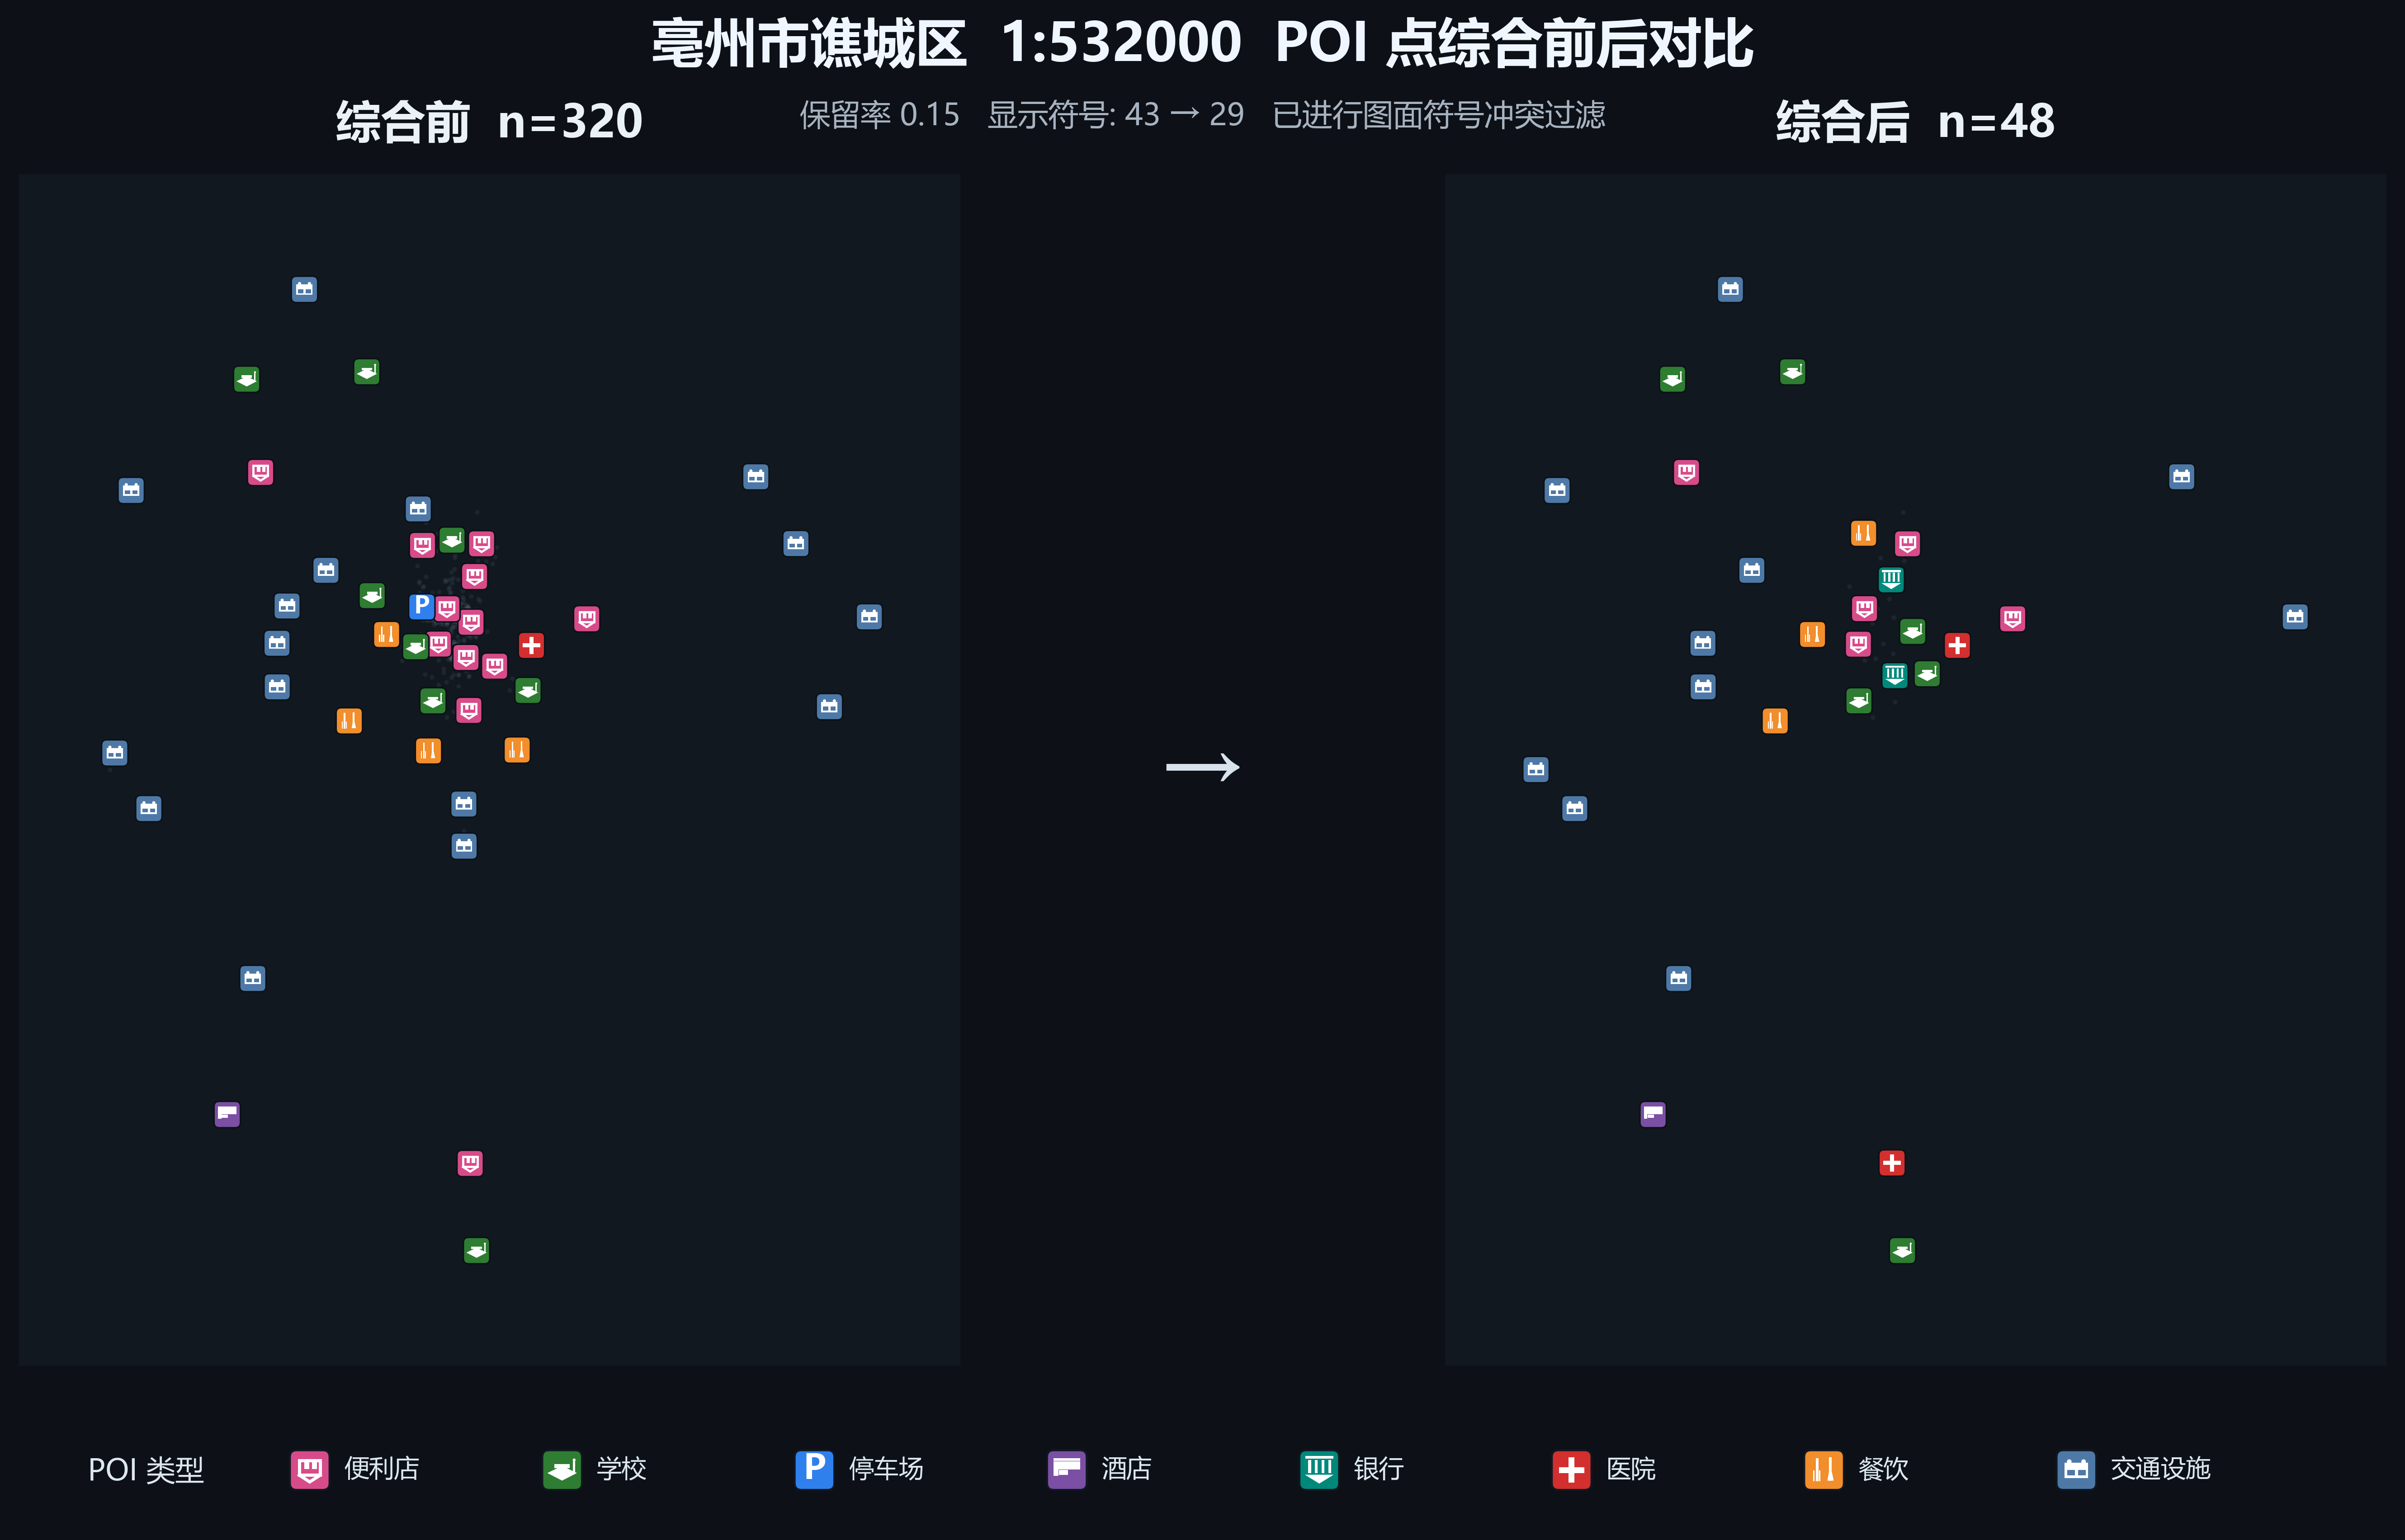 亳州市谯城区 1:532000 POI 点综合前后对比
综合前 n=320
保留率 0.15 显示符号: 43 → 29 已进行图面符号冲突过滤
综合后 n=48
P
→
POI 类型 便利店 学校 P 停车场 酒店 银行 医院 餐饮 交通设施